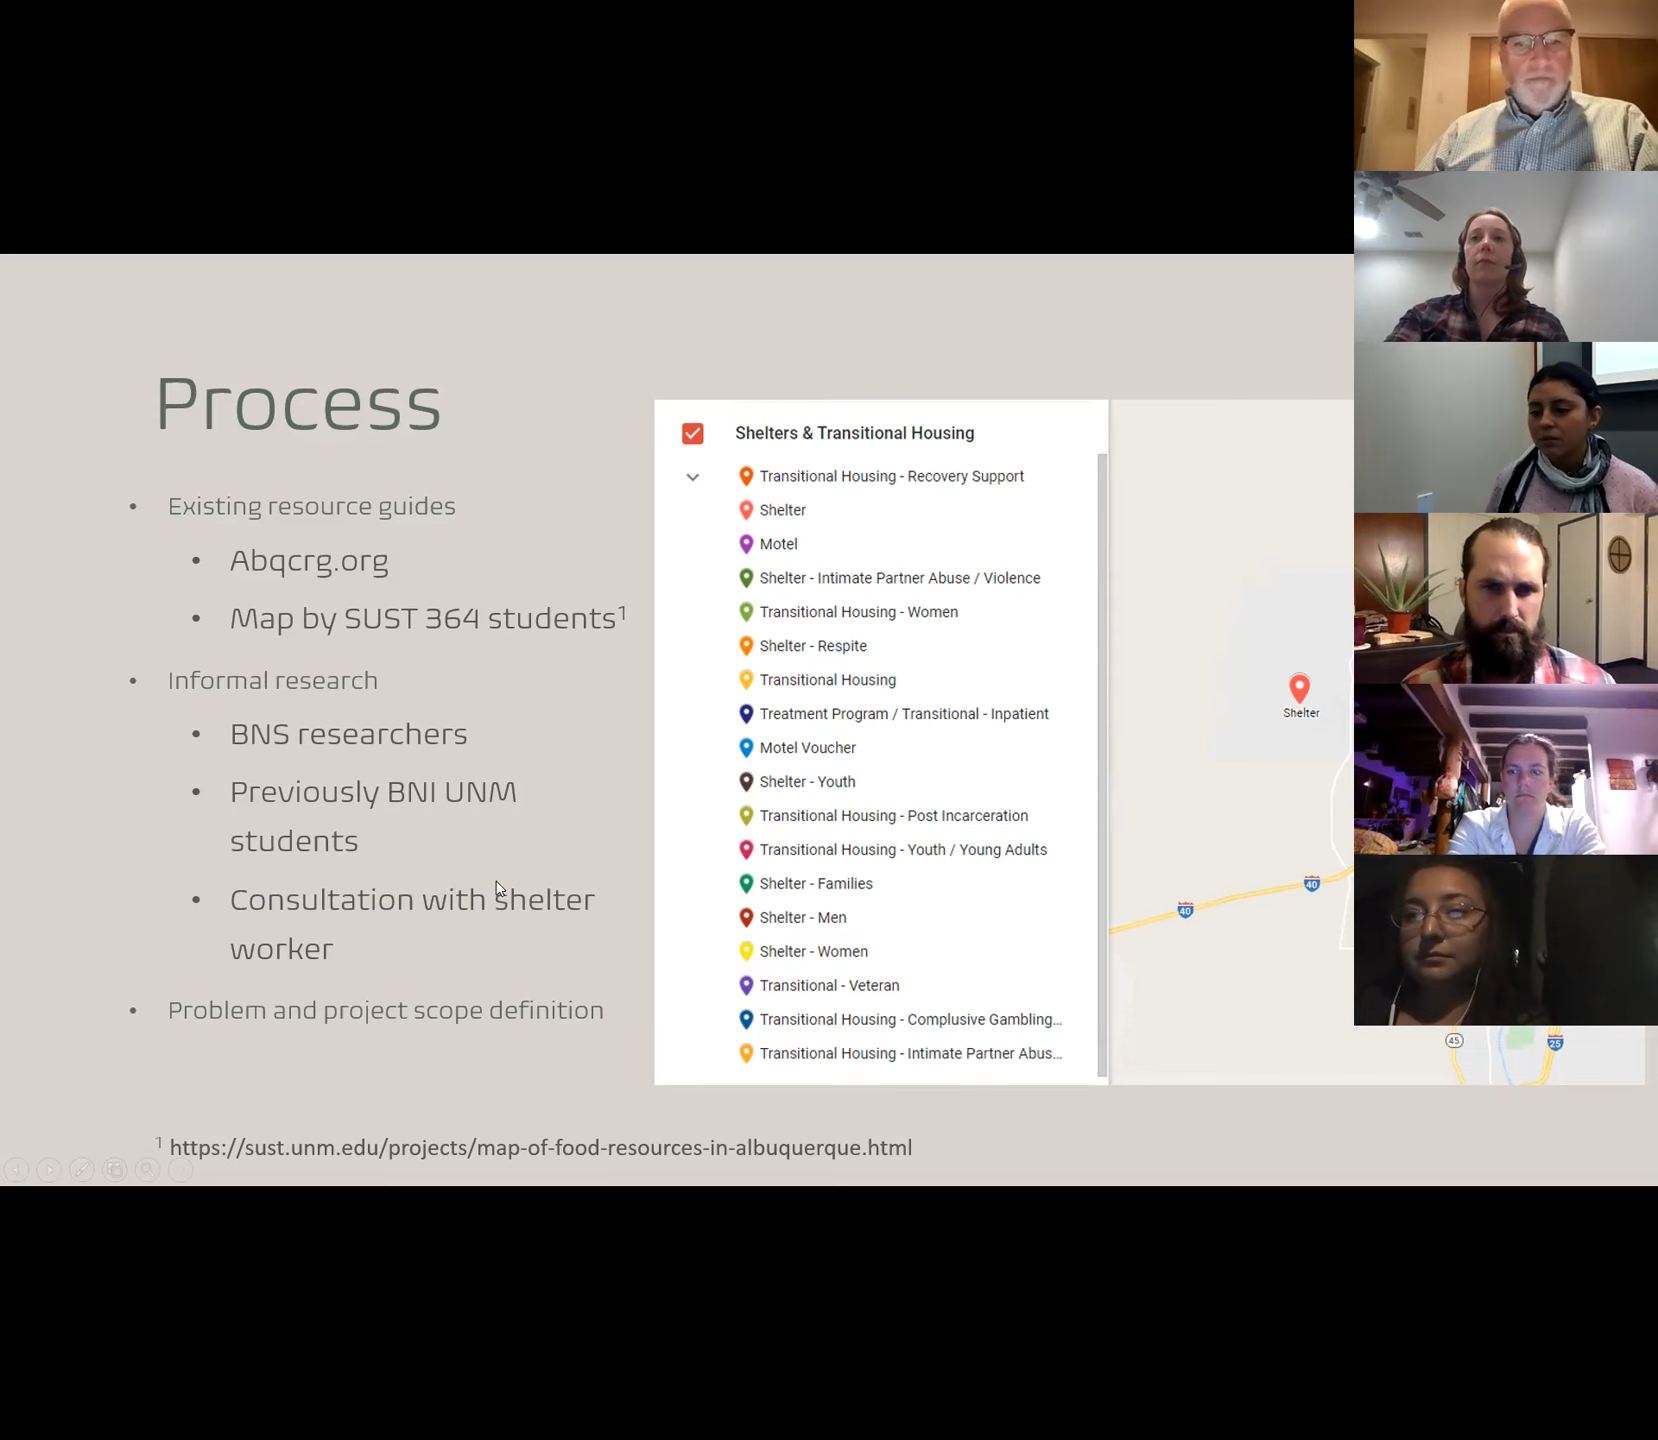 Process
Existing resource guides
Abqcrg.org
Map by SUST 364 students1
Informal research
BNS researchers
Previously BNI UNM
students
Consultation with shelter
worker
Problem and project scope definition
Shelters & Transitional Housing
Transitional Housing - Recovery Support
Shelter
Motel
Shelter - Intimate Partner Abuse / Violence
Transitional Housing - Women
Shelter - Respite
Transitional Housing
Treatment Program / Transitional - Inpatient
Motel Voucher
Shelter - Youth
Transitional Housing - Post Incarceration
Transitional Housing - Youth / Young Adults
Shelter - Families
Shelter - Men
Shelter - Women
Transitional - Veteran
Transitional Housing - Complusive Gambling...
Transitional Housing - Intimate Partner Abus...
Shelter
40
40
45
25
1 https://sust.unm.edu/projects/map-of-food-resources-in-albuquerque.html